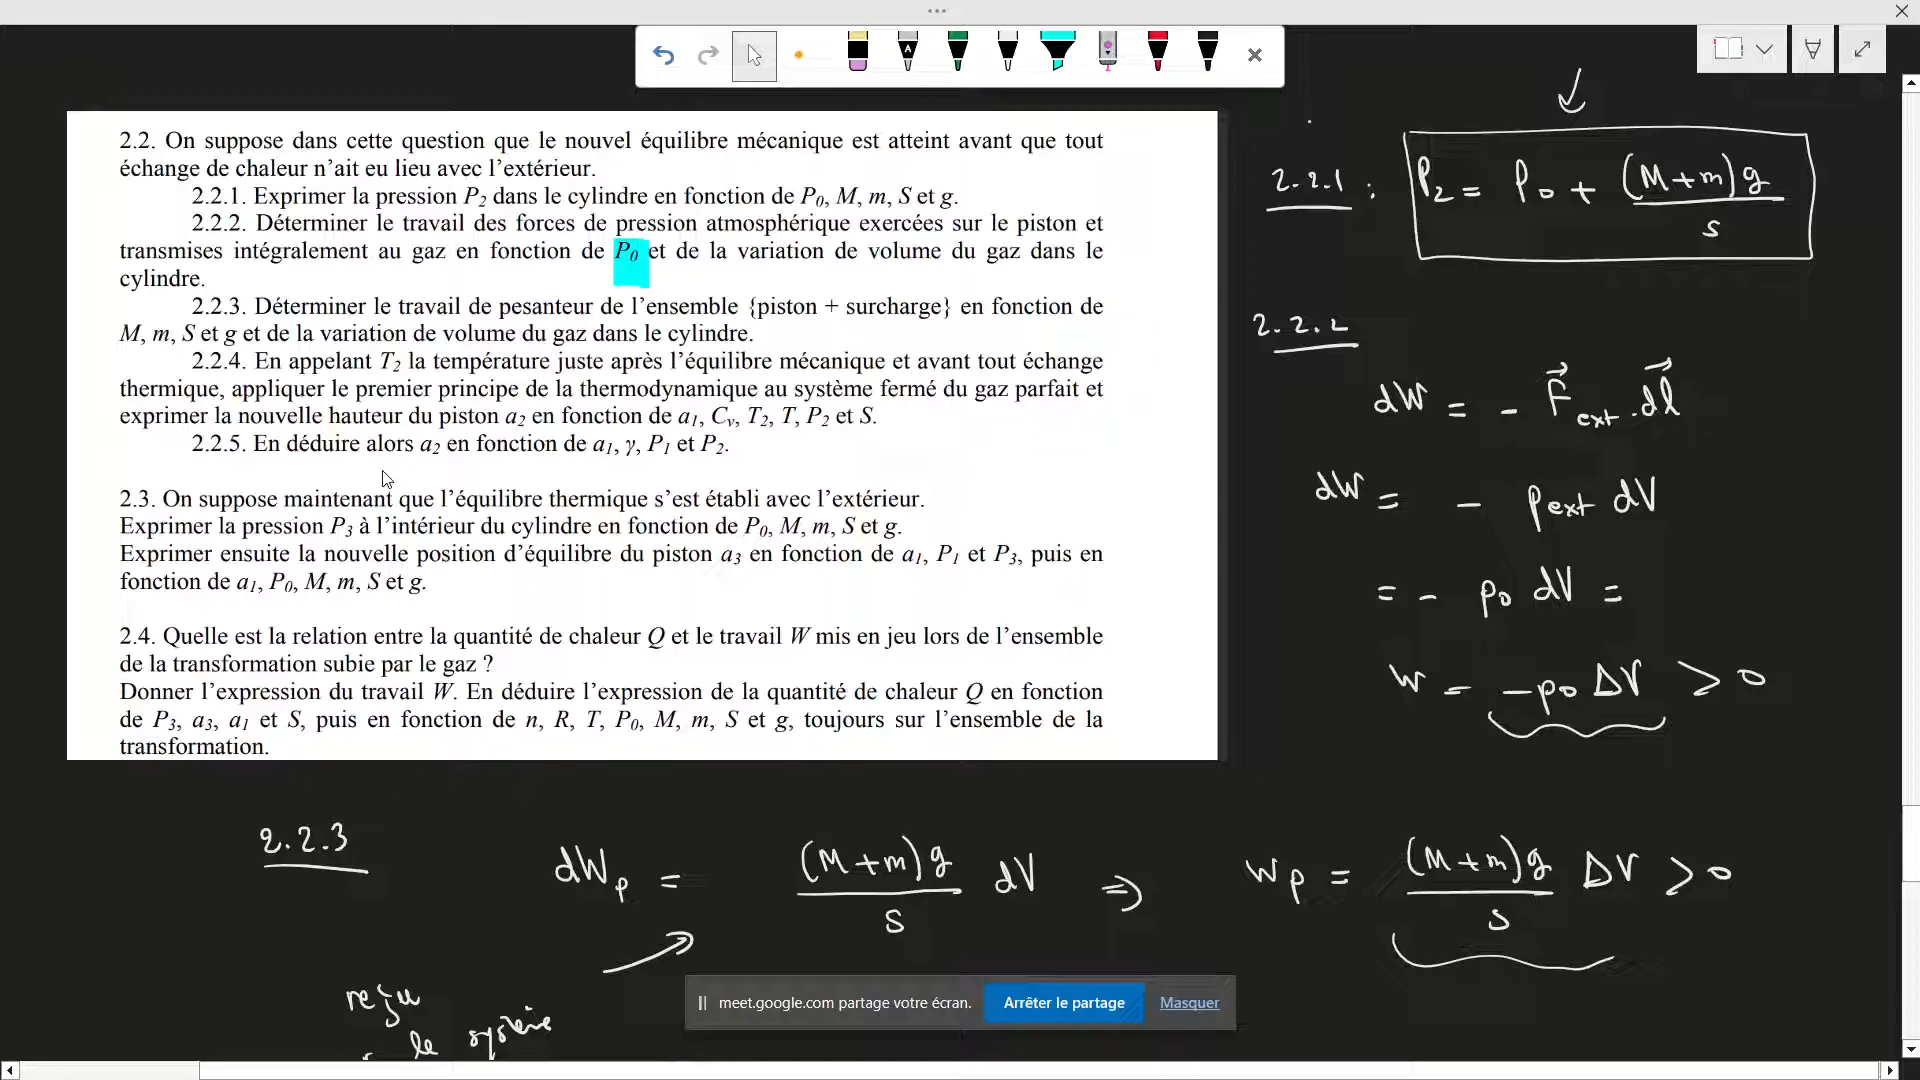 2.2. On suppose dans cette question que le nouvel équilibre mécanique est atteint avant que tout
échange de chaleur n'ait eu lieu avec l'extérieur.
2.2.1. Exprimer la pression P₂ dans le cylindre en fonction de P₀, M, m, S et g.
2.2.2. Déterminer le travail des forces de pression atmosphérique exercées sur le piston et
transmises intégralement au gaz en fonction de P₀ et de la variation de volume du gaz dans le
cylindre.
2.2.3. Déterminer le travail de pesanteur de l'ensemble {piston + surcharge} en fonction de
M, m, S et g et de la variation de volume du gaz dans le cylindre.
2.2.4. En appelant T₂ la température juste après l'équilibre mécanique et avant tout échange
thermique, appliquer le premier principe de la thermodynamique au système fermé du gaz parfait et
exprimer la nouvelle hauteur du piston a₂ en fonction de a₁, Cᵥ, T₂, T, P₂ et S.
2.2.5. En déduire alors a₂ en fonction de a₁, γ, P₁ et P₂.
2.3. On suppose maintenant que l'équilibre thermique s'est établi avec l'extérieur.
Exprimer la pression P₃ à l'intérieur du cylindre en fonction de P₀, M, m, S et g.
Exprimer ensuite la nouvelle position d'équilibre du piston a₃ en fonction de a₁, P₁ et P₃, puis en
fonction de a₁, P₀, M, m, S et g.
2.4. Quelle est la relation entre la quantité de chaleur Q et le travail W mis en jeu lors de l'ensemble
de la transformation subie par le gaz ?
Donner l'expression du travail W. En déduire l'expression de la quantité de chaleur Q en fonction
de P₃, a₃, a₁ et S, puis en fonction de n, R, T, P₀, M, m, S et g, toujours sur l'ensemble de la
transformation.
2.2.1 : P₂ = P₀ + (M+m)g / S
2.2.2
dW = - F⃗ext . dl⃗
dW = - Pext dV
= - P₀ dV =
W = -P₀ ΔV > 0
2.2.3
dWp = (M+m)g / S dV ⇒ Wp = (M+m)g / S ΔV > 0
reçu
le système
meet.google.com partage votre écran. Arrêter le partage Masquer